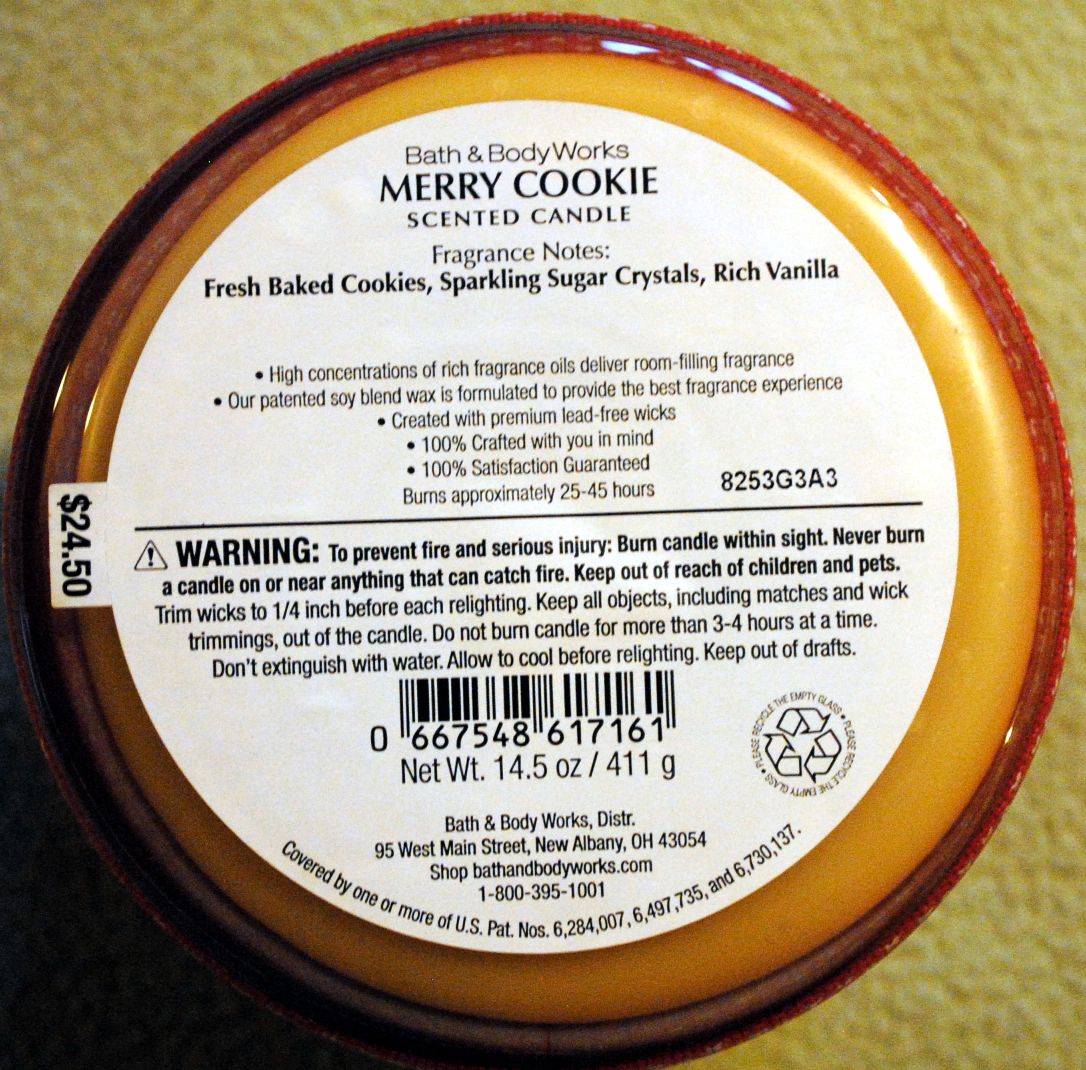 Bath & Body Works
MERRY COOKIE
SCENTED CANDLE
Fragrance Notes:
Fresh Baked Cookies, Sparkling Sugar Crystals, Rich Vanilla
• High concentrations of rich fragrance oils deliver room-filling fragrance
• Our patented soy blend wax is formulated to provide the best fragrance experience
• Created with premium lead-free wicks
• 100% Crafted with you in mind
• 100% Satisfaction Guaranteed
Burns approximately 25-45 hours
8253G3A3
$24.50
⚠ WARNING: To prevent fire and serious injury: Burn candle within sight. Never burn
a candle on or near anything that can catch fire. Keep out of reach of children and pets.
Trim wicks to 1/4 inch before each relighting. Keep all objects, including matches and wick
trimmings, out of the candle. Do not burn candle for more than 3-4 hours at a time.
Don't extinguish with water. Allow to cool before relighting. Keep out of drafts.
0 667548 617161
Net Wt. 14.5 oz / 411 g
PLEASE RECYCLE THE EMPTY GLASS • PLEASE RECYCLE THE EMPTY GLASS •
Bath & Body Works, Distr.
95 West Main Street, New Albany, OH 43054
Shop bathandbodyworks.com
1-800-395-1001
Covered by one or more of U.S. Pat. Nos. 6,284,007, 6,497,735, and 6,730,137.